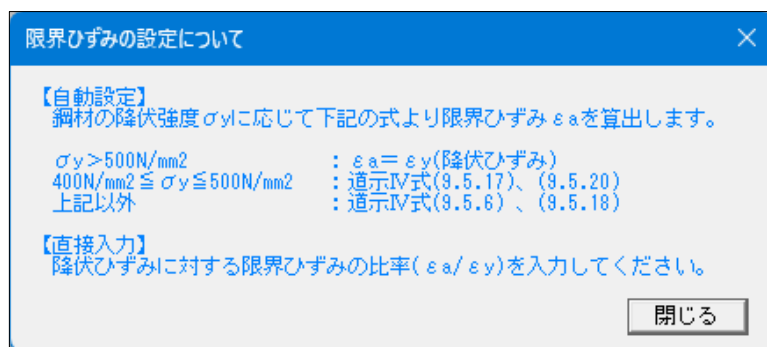 限界ひずみの設定について
【自動設定】
鋼材の降伏強度σyに応じて下記の式より限界ひずみεaを算出します。
σy＞500N/mm2 ：εa＝εy(降伏ひずみ)
400N/mm2≦σy≦500N/mm2 ：道示Ⅳ式(9.5.17)、(9.5.20)
上記以外 ：道示Ⅳ式(9.5.6) 、(9.5.18)
【直接入力】
降伏ひずみに対する限界ひずみの比率(εa/εy)を入力してください。
閉じる